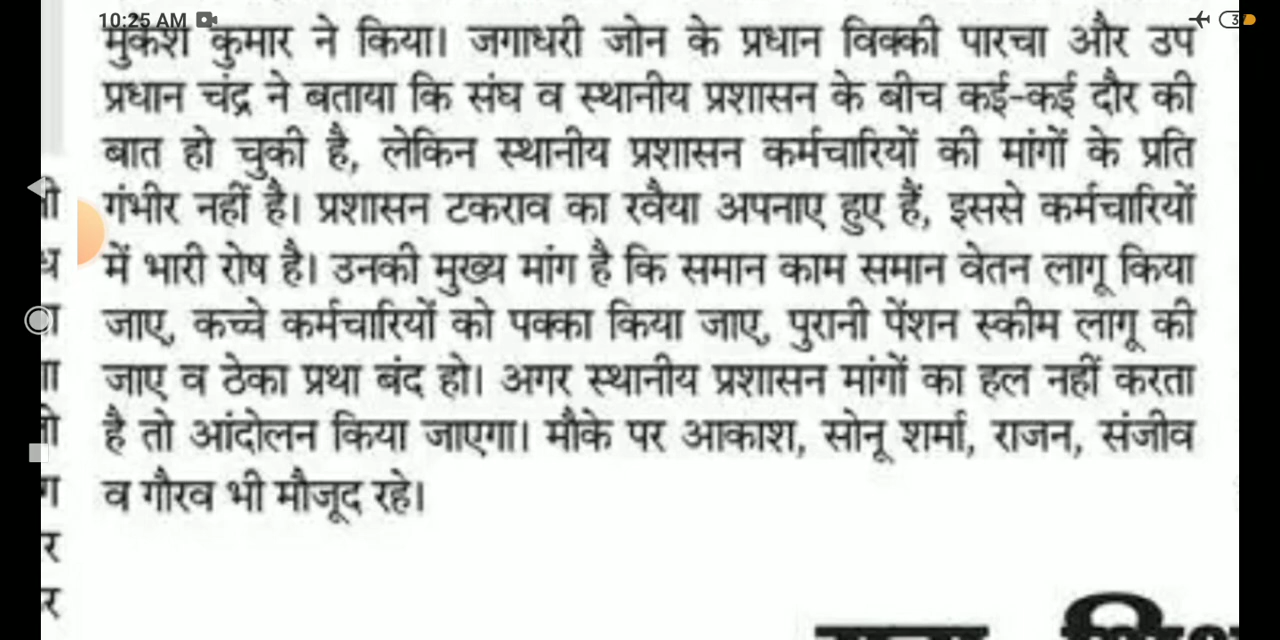 10:25 AM
37
मुकेश कुमार ने किया। जगाधरी जोन के प्रधान विक्की पारचा और उप
प्रधान चंद्र ने बताया कि संघ व स्थानीय प्रशासन के बीच कई-कई दौर की
बात हो चुकी है, लेकिन स्थानीय प्रशासन कर्मचारियों की मांगों के प्रति
गंभीर नहीं है। प्रशासन टकराव का रवैया अपनाए हुए हैं, इससे कर्मचारियों
में भारी रोष है। उनकी मुख्य मांग है कि समान काम समान वेतन लागू किया
जाए, कच्चे कर्मचारियों को पक्का किया जाए, पुरानी पेंशन स्कीम लागू की
जाए व ठेका प्रथा बंद हो। अगर स्थानीय प्रशासन मांगों का हल नहीं करता
है तो आंदोलन किया जाएगा। मौके पर आकाश, सोनू शर्मा, राजन, संजीव
व गौरव भी मौजूद रहे।